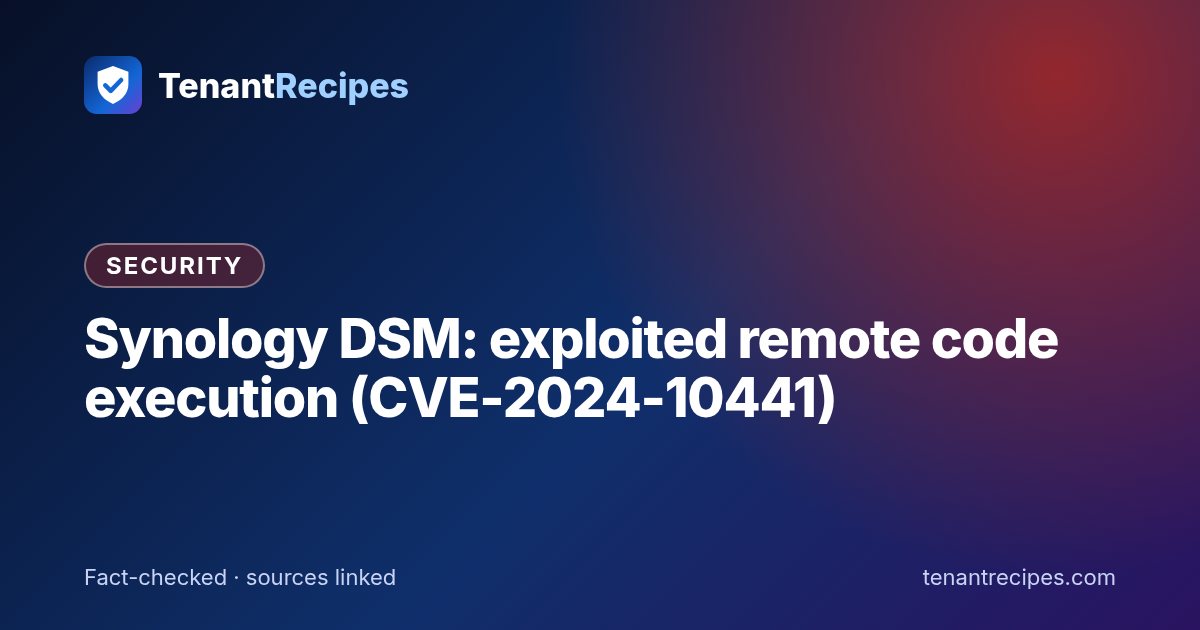 TenantRecipes
SECURITY
Synology DSM: exploited remote code
execution (CVE-2024-10441)
Fact-checked · sources linked
tenantrecipes.com